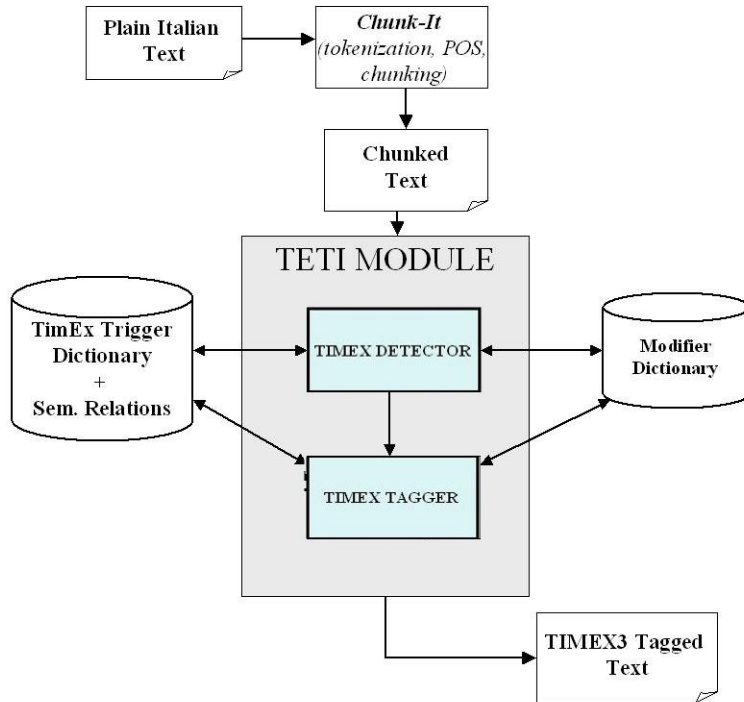 Plain Italian
Text
Chunk-It
(tokenization, POS,
chunking)
Chunked
Text
TETI MODULE
TimEx Trigger
Dictionary
+
Sem. Relations
TIMEX DETECTOR
Modifier
Dictionary
TIMEX TAGGER
TIMEX3 Tagged
Text